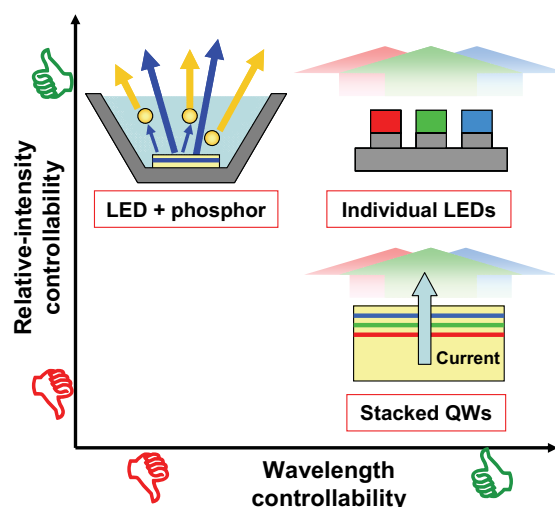 Relative-intensity
controllability
LED + phosphor
Individual LEDs
Current
Stacked QWs
Wavelength
controllability